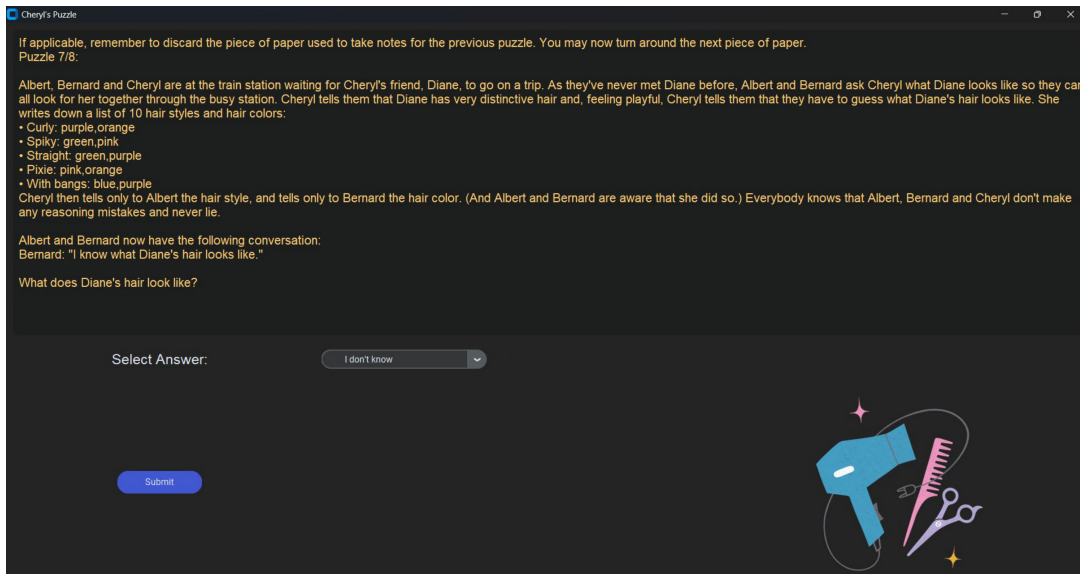 Cheryl's Puzzle
If applicable, remember to discard the piece of paper used to take notes for the previous puzzle. You may now turn around the next piece of paper.
Puzzle 7/8:
Albert, Bernard and Cheryl are at the train station waiting for Cheryl's friend, Diane, to go on a trip. As they've never met Diane before, Albert and Bernard ask Cheryl what Diane looks like so they can
all look for her together through the busy station. Cheryl tells them that Diane has very distinctive hair and, feeling playful, Cheryl tells them that they have to guess what Diane's hair looks like. She
writes down a list of 10 hair styles and hair colors:
• Curly: purple,orange
• Spiky: green,pink
• Straight: green,purple
• Pixie: pink,orange
• With bangs: blue,purple
Cheryl then tells only to Albert the hair style, and tells only to Bernard the hair color. (And Albert and Bernard are aware that she did so.) Everybody knows that Albert, Bernard and Cheryl don't make
any reasoning mistakes and never lie.
Albert and Bernard now have the following conversation:
Bernard: "I know what Diane's hair looks like."
What does Diane's hair look like?
Select Answer:
I don't know
Submit